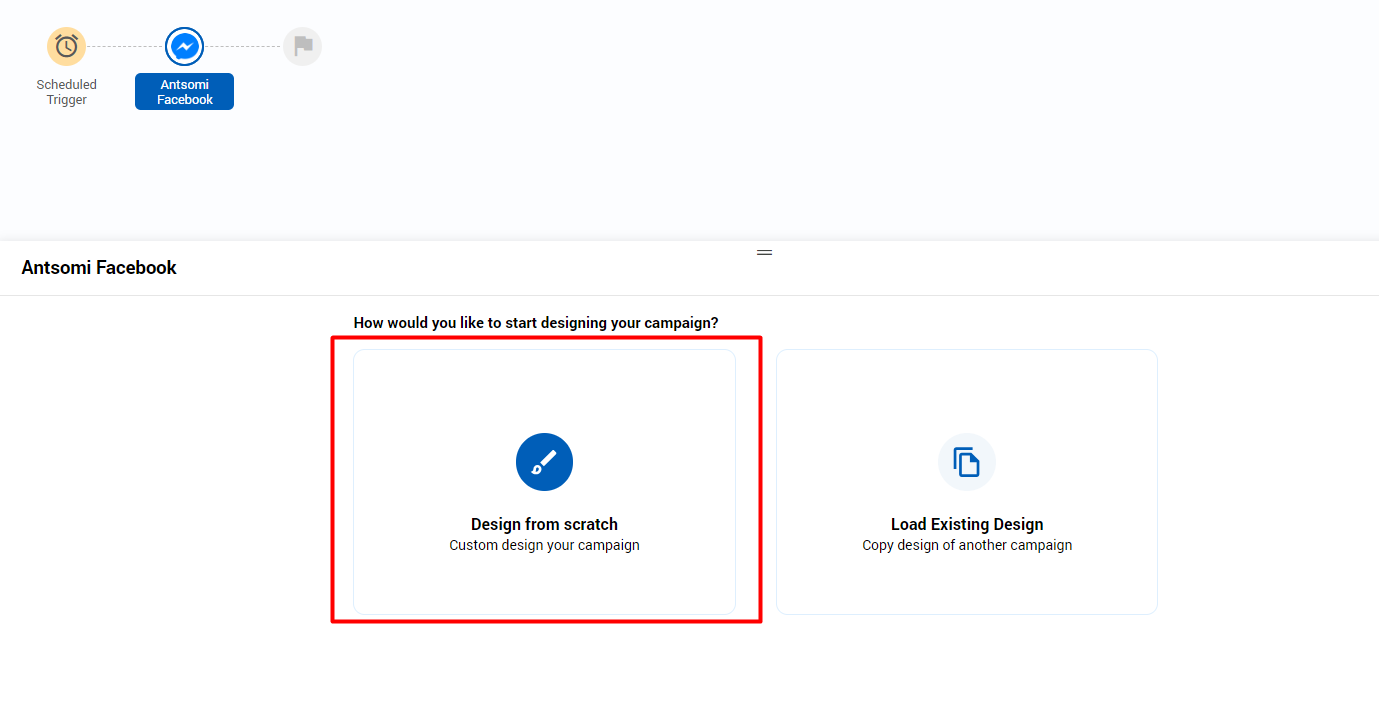 Scheduled
Trigger
Antsomi
Facebook
Antsomi Facebook
How would you like to start designing your campaign?
Design from scratch
Custom design your campaign
Load Existing Design
Copy design of another campaign